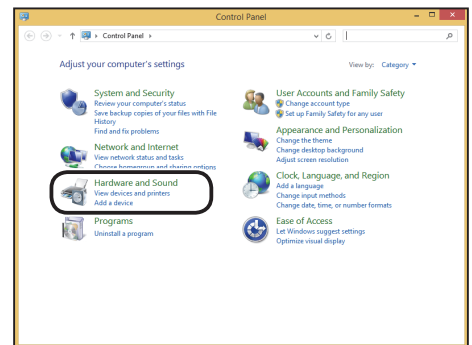 Control Panel
Control Panel
Adjust your computer's settings
View by: Category
System and Security
Review your computer's status
Save backup copies of your files with File
History
Find and fix problems
Network and Internet
View network status and tasks
Choose homegroup and sharing options
Hardware and Sound
View devices and printers
Add a device
Programs
Uninstall a program
User Accounts and Family Safety
Change account type
Set up Family Safety for any user
Appearance and Personalization
Change the theme
Change desktop background
Adjust screen resolution
Clock, Language, and Region
Add a language
Change input methods
Change date, time, or number formats
Ease of Access
Let Windows suggest settings
Optimize visual display